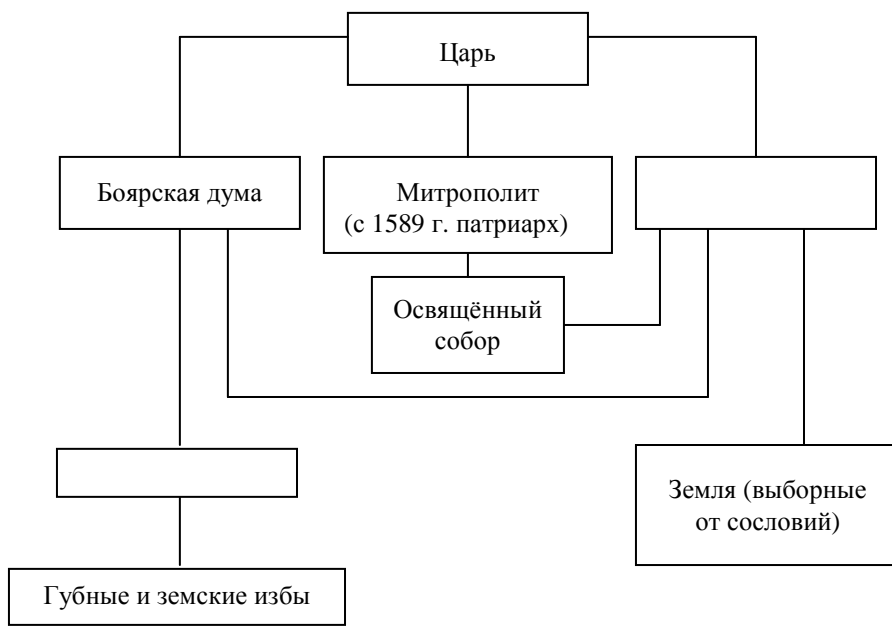 Царь
Боярская дума
Митрополит
(с 1589 г. патриарх)
Освящённый
собор
Земля (выборные
от сословий)
Губные и земские избы